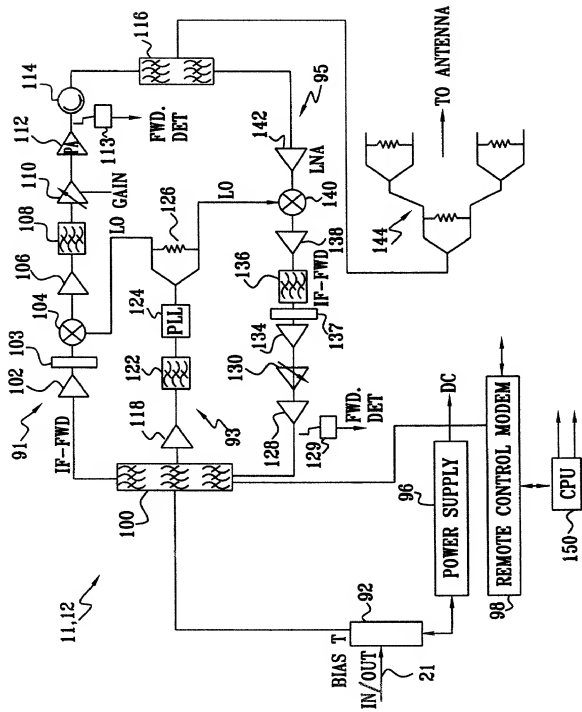 11,12
91
IF-FWD
102
103
104
106
108
110
GAIN
112
PA
113
FWD.
DET
114
116
LO
126
PLL
124
122
118
93
100
LO
95
142
LNA
140
138
136
IF-FWD
137
134
130
128
129
FWD.
DET
144
TO ANTENNA
BIAS T
92
IN/OUT
21
96
POWER SUPPLY
DC
98
REMOTE CONTROL MODEM
CPU
150